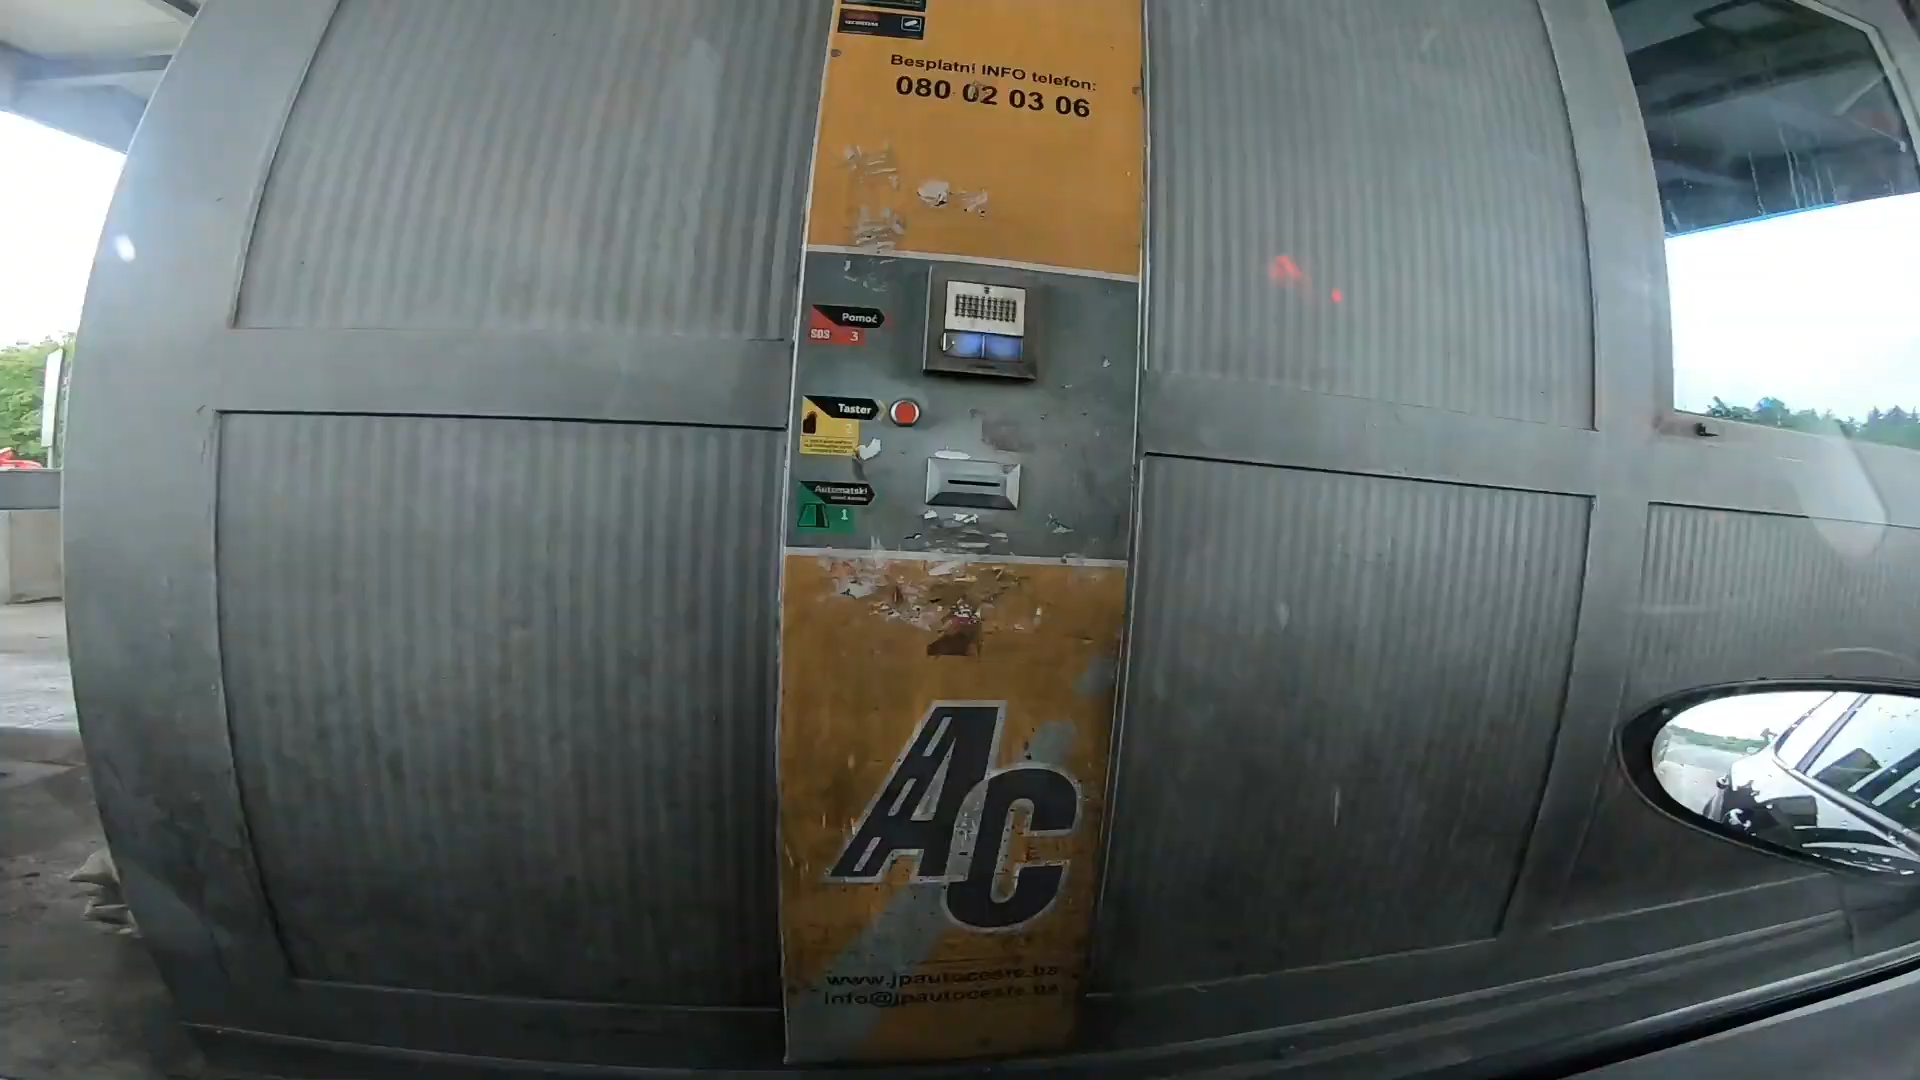 Besplatni INFO telefon:
080 02 03 06
Pomoć
SOS 3
Taster
2
Automatski
1
AC
www.jpautoceste.ba
info@jpautoceste.ba